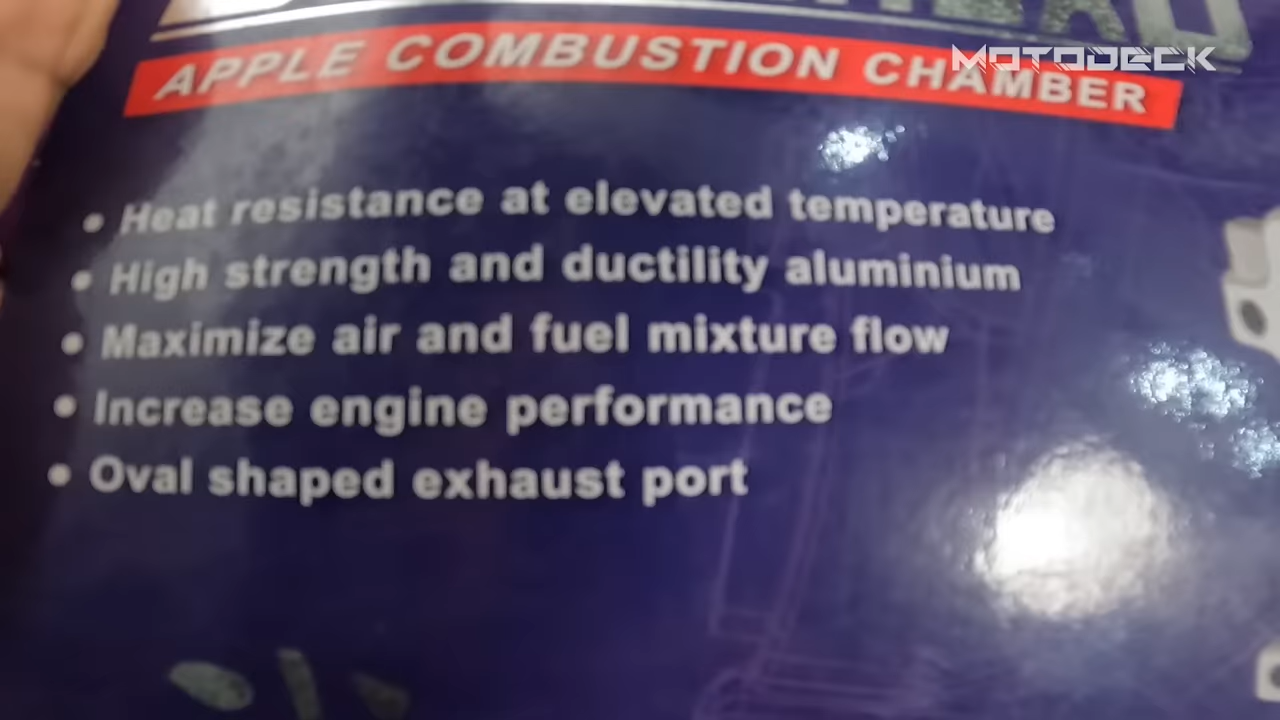 MOTODECK
APPLE COMBUSTION CHAMBER
• Heat resistance at elevated temperature
• High strength and ductility aluminium
• Maximize air and fuel mixture flow
• Increase engine performance
• Oval shaped exhaust port